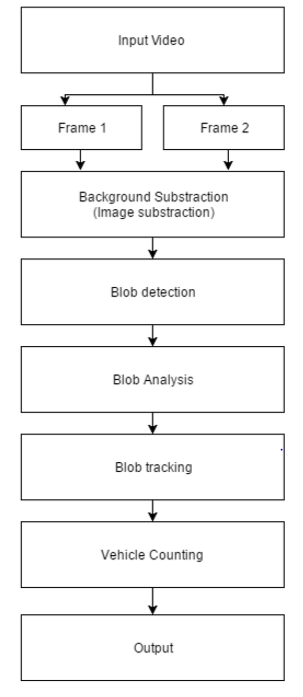 Input Video
Frame 1
Frame 2
Background Substraction
(Image substraction)
Blob detection
Blob Analysis
Blob tracking
Vehicle Counting
Output